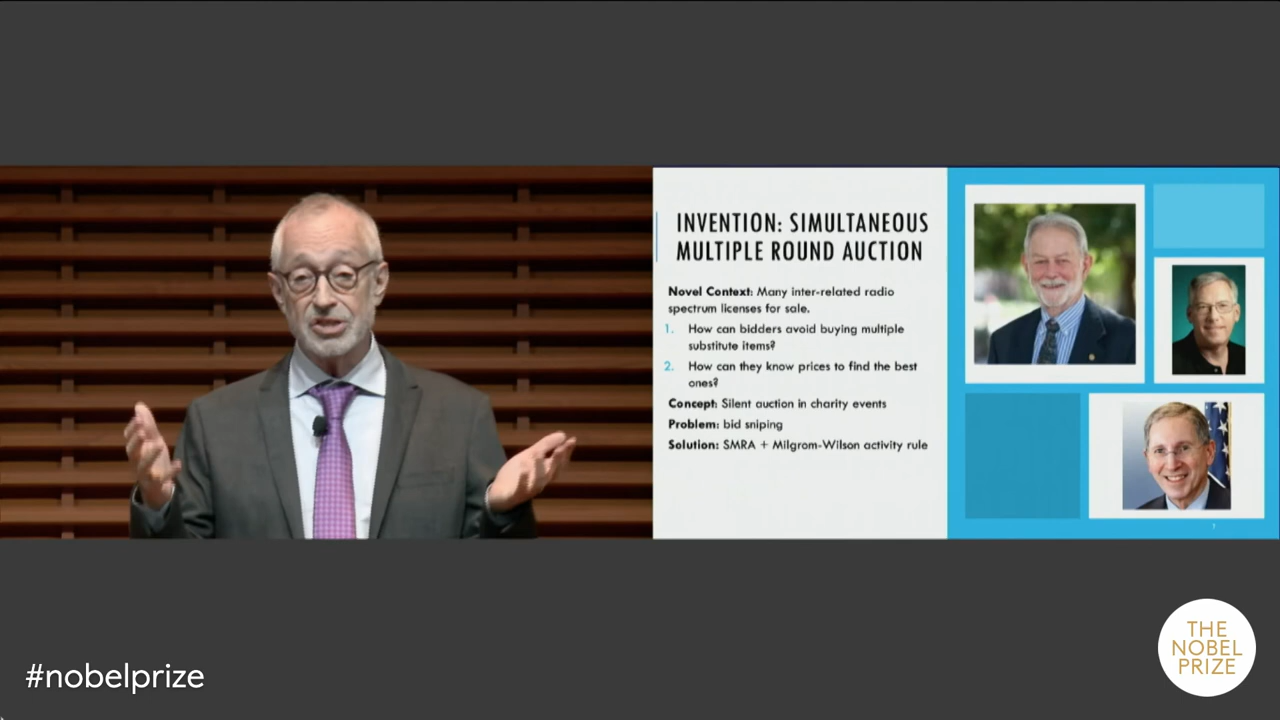 INVENTION: SIMULTANEOUS
MULTIPLE ROUND AUCTION
Novel Context: Many inter-related radio
spectrum licenses for sale.
1. How can bidders avoid buying multiple
substitute items?
2. How can they know prices to find the best
ones?
Concept: Silent auction in charity events
Problem: bid sniping
Solution: SMRA + Milgrom-Wilson activity rule
7
#nobelprize
THE
NOBEL
PRIZE